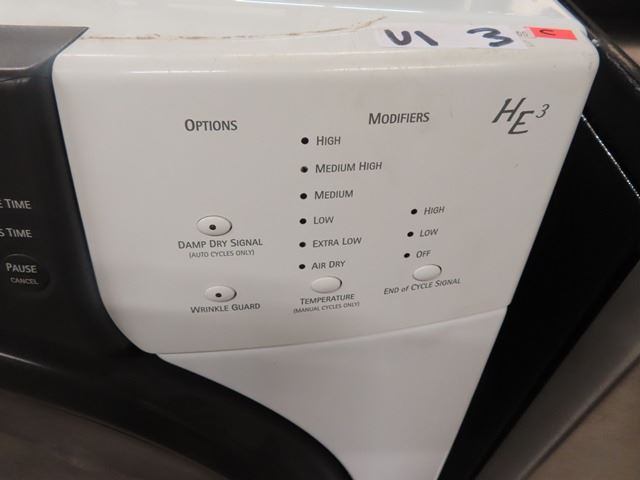 U1 3 C
HE3
OPTIONS
MODIFIERS
HIGH
MEDIUM HIGH
MEDIUM
LOW
EXTRA LOW
AIR DRY
TEMPERATURE
(MANUAL CYCLES ONLY)
HIGH
LOW
OFF
END of CYCLE SIGNAL
DAMP DRY SIGNAL
(AUTO CYCLES ONLY)
WRINKLE GUARD
TIME
TIME
PAUSE
CANCEL